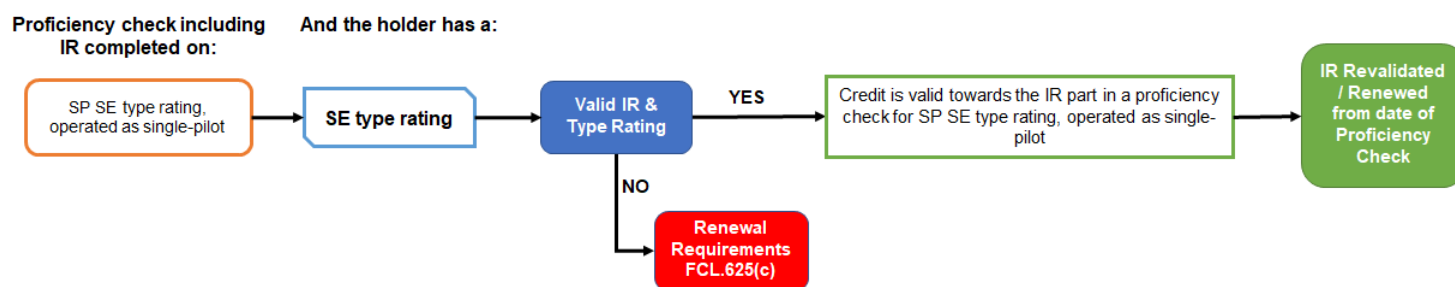 Proficiency check including
IR completed on:
And the holder has a:
SP SE type rating,
operated as single-pilot
SE type rating
Valid IR &
Type Rating
YES
Credit is valid towards the IR part in a proficiency
check for SP SE type rating, operated as single-
pilot
IR Revalidated
/ Renewed
from date of
Proficiency
Check
NO
Renewal
Requirements
FCL.625(c)